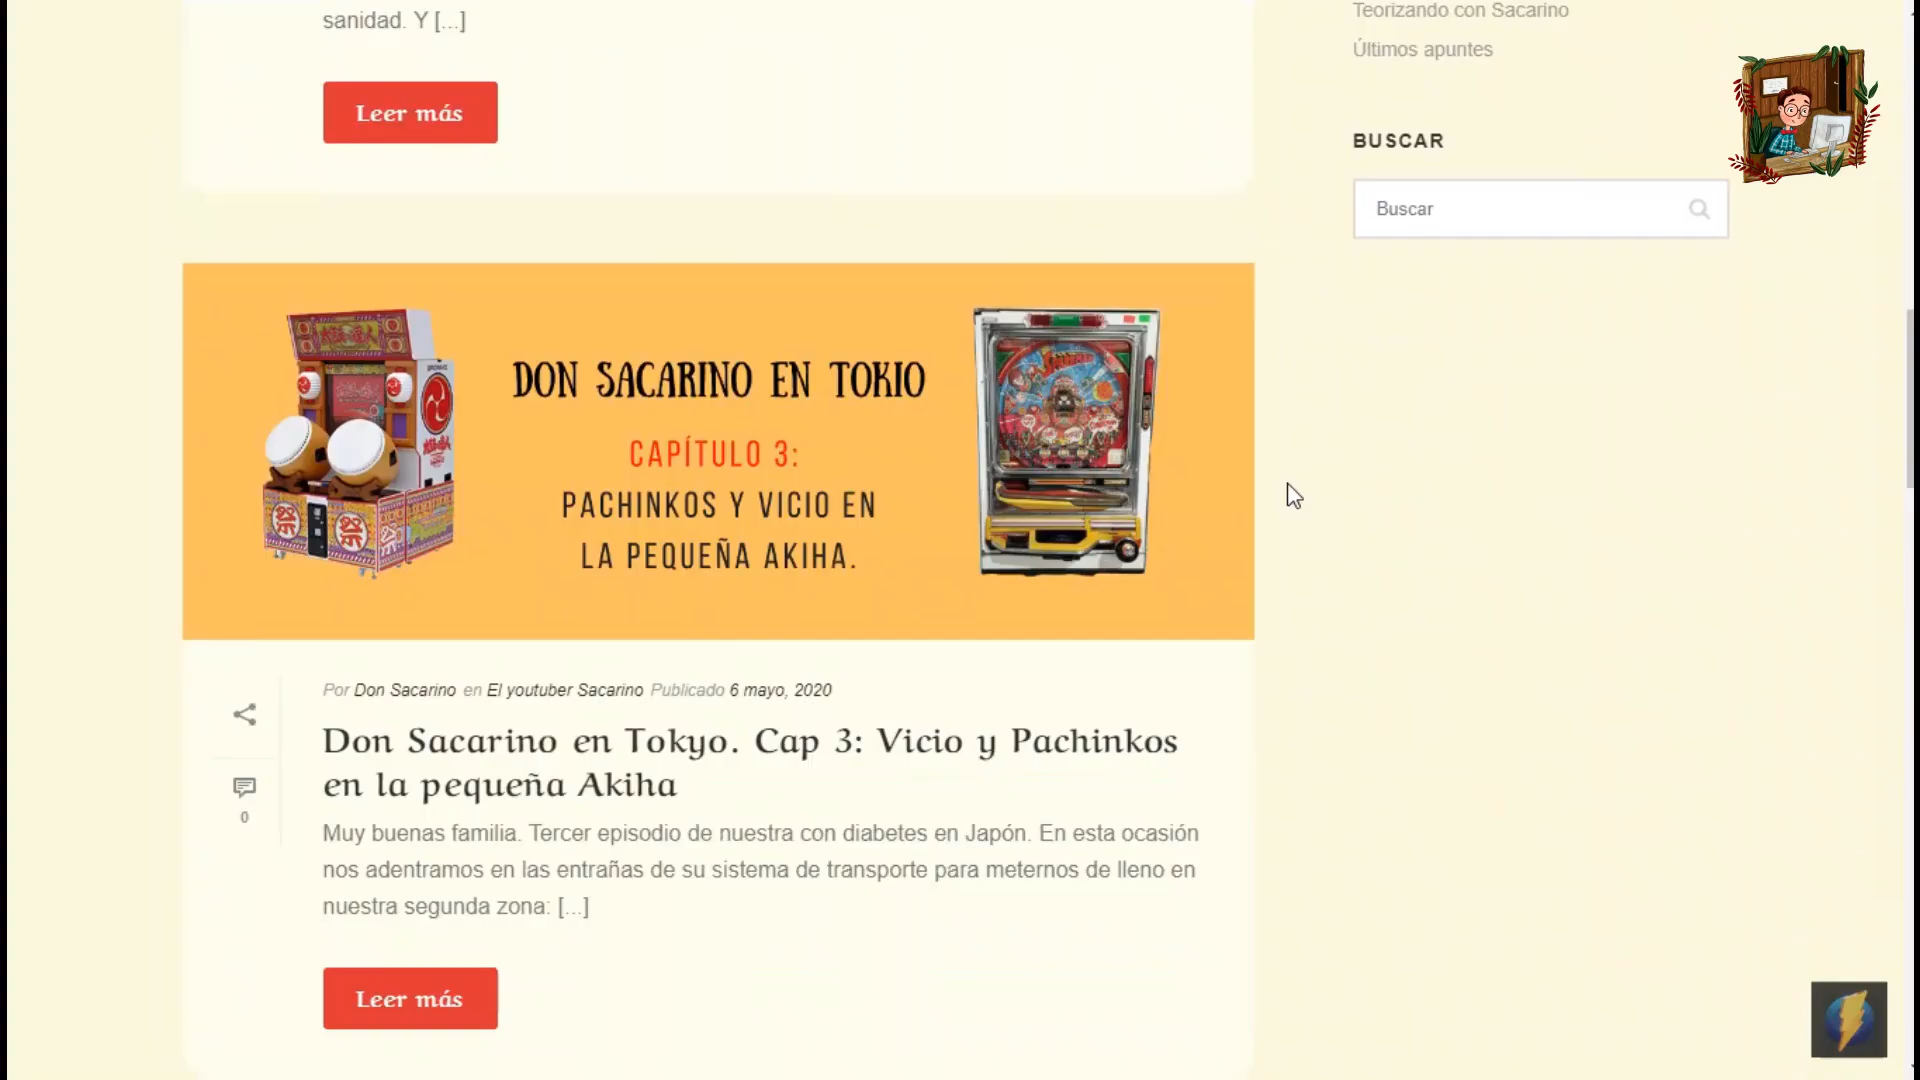 sanidad. Y [...]
Leer más
Teorizando con Sacarino
Últimos apuntes
BUSCAR
Buscar
DON SACARINO EN TOKIO
CAPÍTULO 3:
PACHINKOS Y VICIO EN
LA PEQUEÑA AKIHA.
Por Don Sacarino en El youtuber Sacarino Publicado 6 mayo, 2020
Don Sacarino en Tokyo. Cap 3: Vicio y Pachinkos
en la pequeña Akiha
0
Muy buenas familia. Tercer episodio de nuestra con diabetes en Japón. En esta ocasión
nos adentramos en las entrañas de su sistema de transporte para meternos de lleno en
nuestra segunda zona: [...]
Leer más